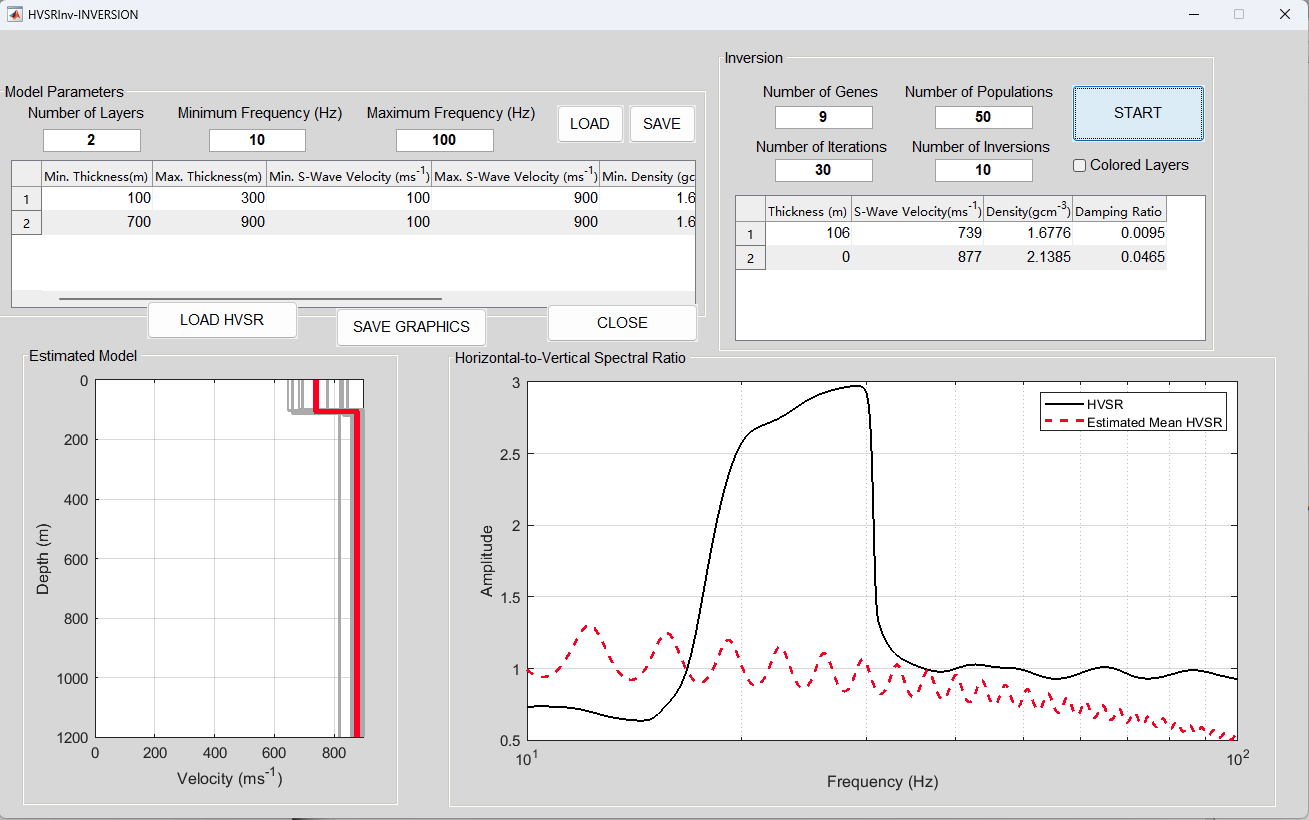 HVSRInv-INVERSION
Model Parameters
Number of Layers Minimum Frequency (Hz) Maximum Frequency (Hz)
2 10 100
LOAD SAVE
Min. Thickness(m) Max. Thickness(m) Min. S-Wave Velocity (ms-1) Max. S-Wave Velocity (ms-1) Min. Density (gc
1 100 300 100 900 1.6
2 700 900 100 900 1.6
LOAD HVSR SAVE GRAPHICS CLOSE
Inversion
Number of Genes Number of Populations
9 50
START
Number of Iterations Number of Inversions
30 10
Colored Layers
Thickness (m) S-Wave Velocity(ms-1) Density(gcm-3) Damping Ratio
1 106 739 1.6776 0.0095
2 0 877 2.1385 0.0465
Estimated Model
0
200
400
600
800
1000
1200
Depth (m)
0 200 400 600 800
Velocity (ms-1)
Horizontal-to-Vertical Spectral Ratio
3
2.5
2
1.5
1
0.5
Amplitude
HVSR
Estimated Mean HVSR
101 102
Frequency (Hz)